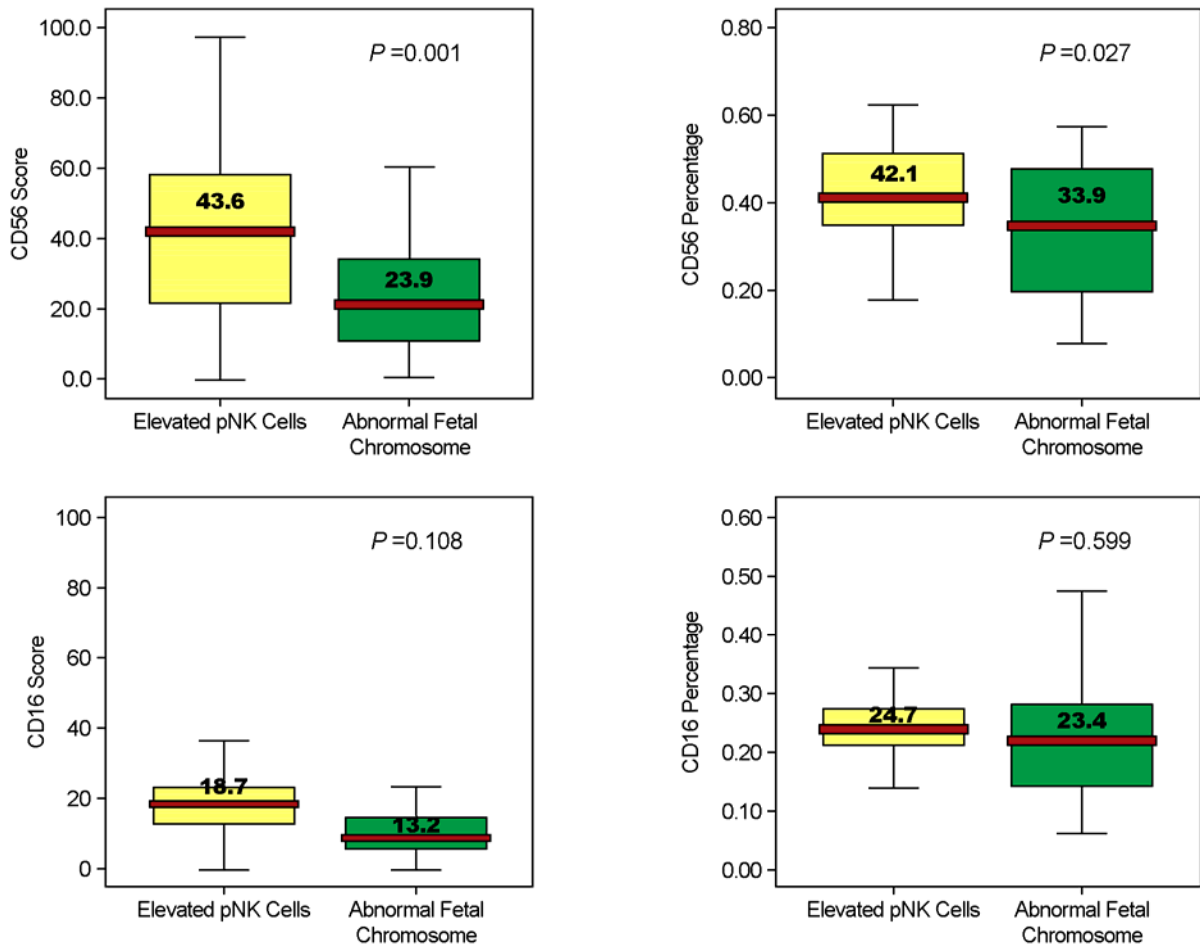 100.0
80.0
60.0
40.0
20.0
0.0
CD56 Score
P =0.001
43.6
23.9
Elevated pNK Cells
Abnormal Fetal
Chromosome
0.80
0.60
0.40
0.20
0.00
CD56 Percentage
P =0.027
42.1
33.9
Elevated pNK Cells
Abnormal Fetal
Chromosome
100
80
60
40
20
0
CD16 Score
P =0.108
18.7
13.2
Elevated pNK Cells
Abnormal Fetal
Chromosome
0.60
0.50
0.40
0.30
0.20
0.10
0.00
CD16 Percentage
P =0.599
24.7
23.4
Elevated pNK Cells
Abnormal Fetal
Chromosome